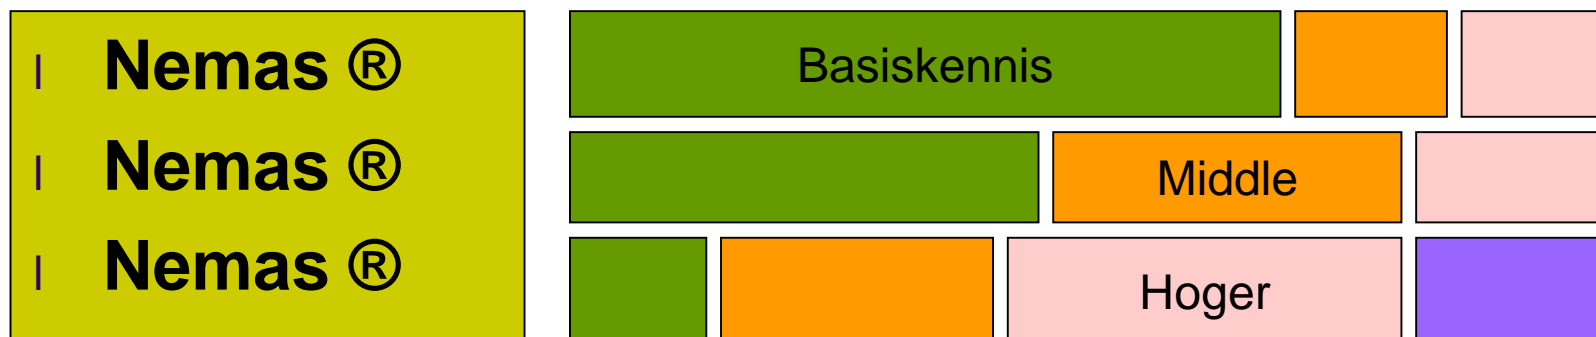 l Nemas ®
l Nemas ®
l Nemas ®
Basiskennis
Middle
Hoger